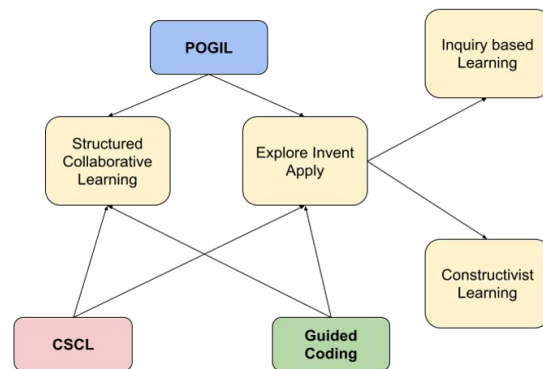 POGIL
Inquiry based
Learning
Structured
Collaborative
Learning
Explore Invent
Apply
Constructivist
Learning
CSCL
Guided
Coding